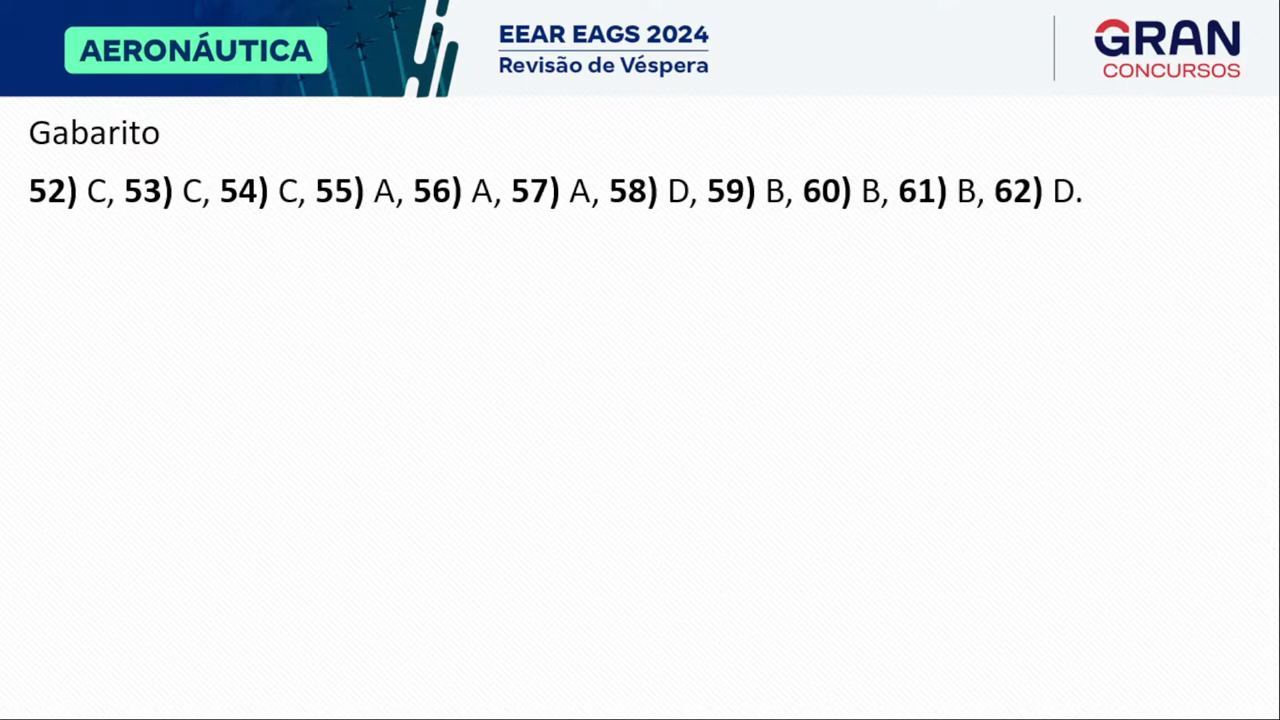 AERONÁUTICA
EEAR EAGS 2024
Revisão de Véspera
GRAN
CONCURSOS
Gabarito
52) C, 53) C, 54) C, 55) A, 56) A, 57) A, 58) D, 59) B, 60) B, 61) B, 62) D.